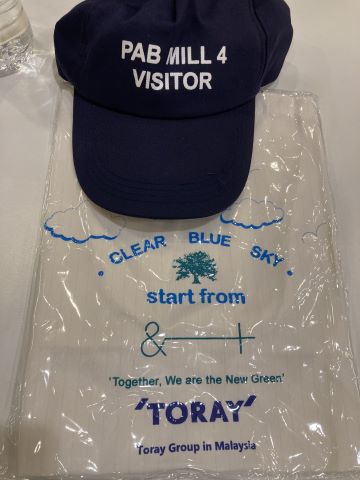 PAB MILL 4
VISITOR
CLEAR BLUE SKY
start from
&+
'Together, We are the New Green'
'TORAY'
Toray Group in Malaysia